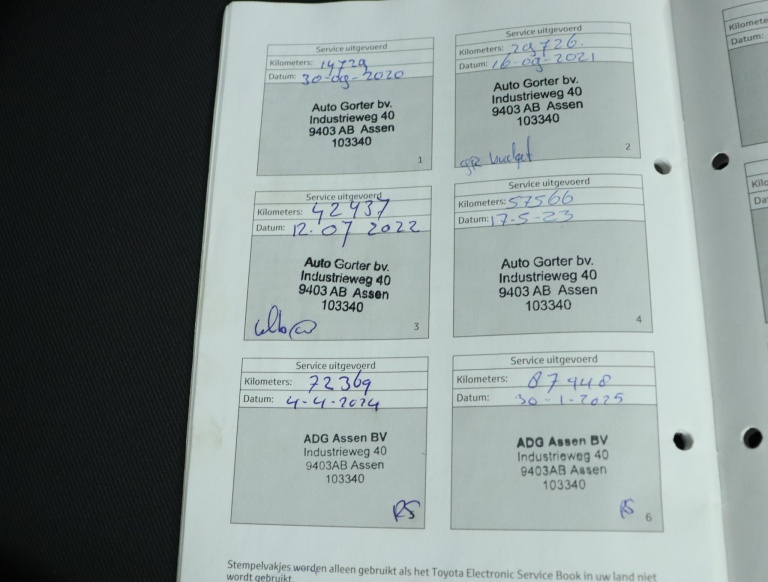 Service uitgevoerd
Kilometers: 14729
Datum: 30-09-2020
Auto Gorter bv.
Industrieweg 40
9403 AB Assen
103340
1
Service uitgevoerd
Kilometers: 29726.
Datum: 16-09-2021
Auto Gorter bv.
Industrieweg 40
9403 AB Assen
103340
2
Service uitgevoerd
Kilometers: 42937
Datum: 12-07 2022
Auto Gorter bv.
Industrieweg 40
9403 AB Assen
103340
3
Service uitgevoerd
Kilometers: 57566
Datum: 17-5-23
Auto Gorter bv.
Industrieweg 40
9403 AB Assen
103340
4
Service uitgevoerd
Kilometers: 72369
Datum: 4-4-2024
ADG Assen BV
Industrieweg 40
9403AB Assen
103340
RS
Service uitgevoerd
Kilometers: 87948
Datum: 30-1-2025
ADG Assen BV
Industrieweg 40
9403AB Assen
103340
RS
6
Stempelvakjes worden alleen gebruikt als het Toyota Electronic Service Book in uw land niet
wordt gebruikt